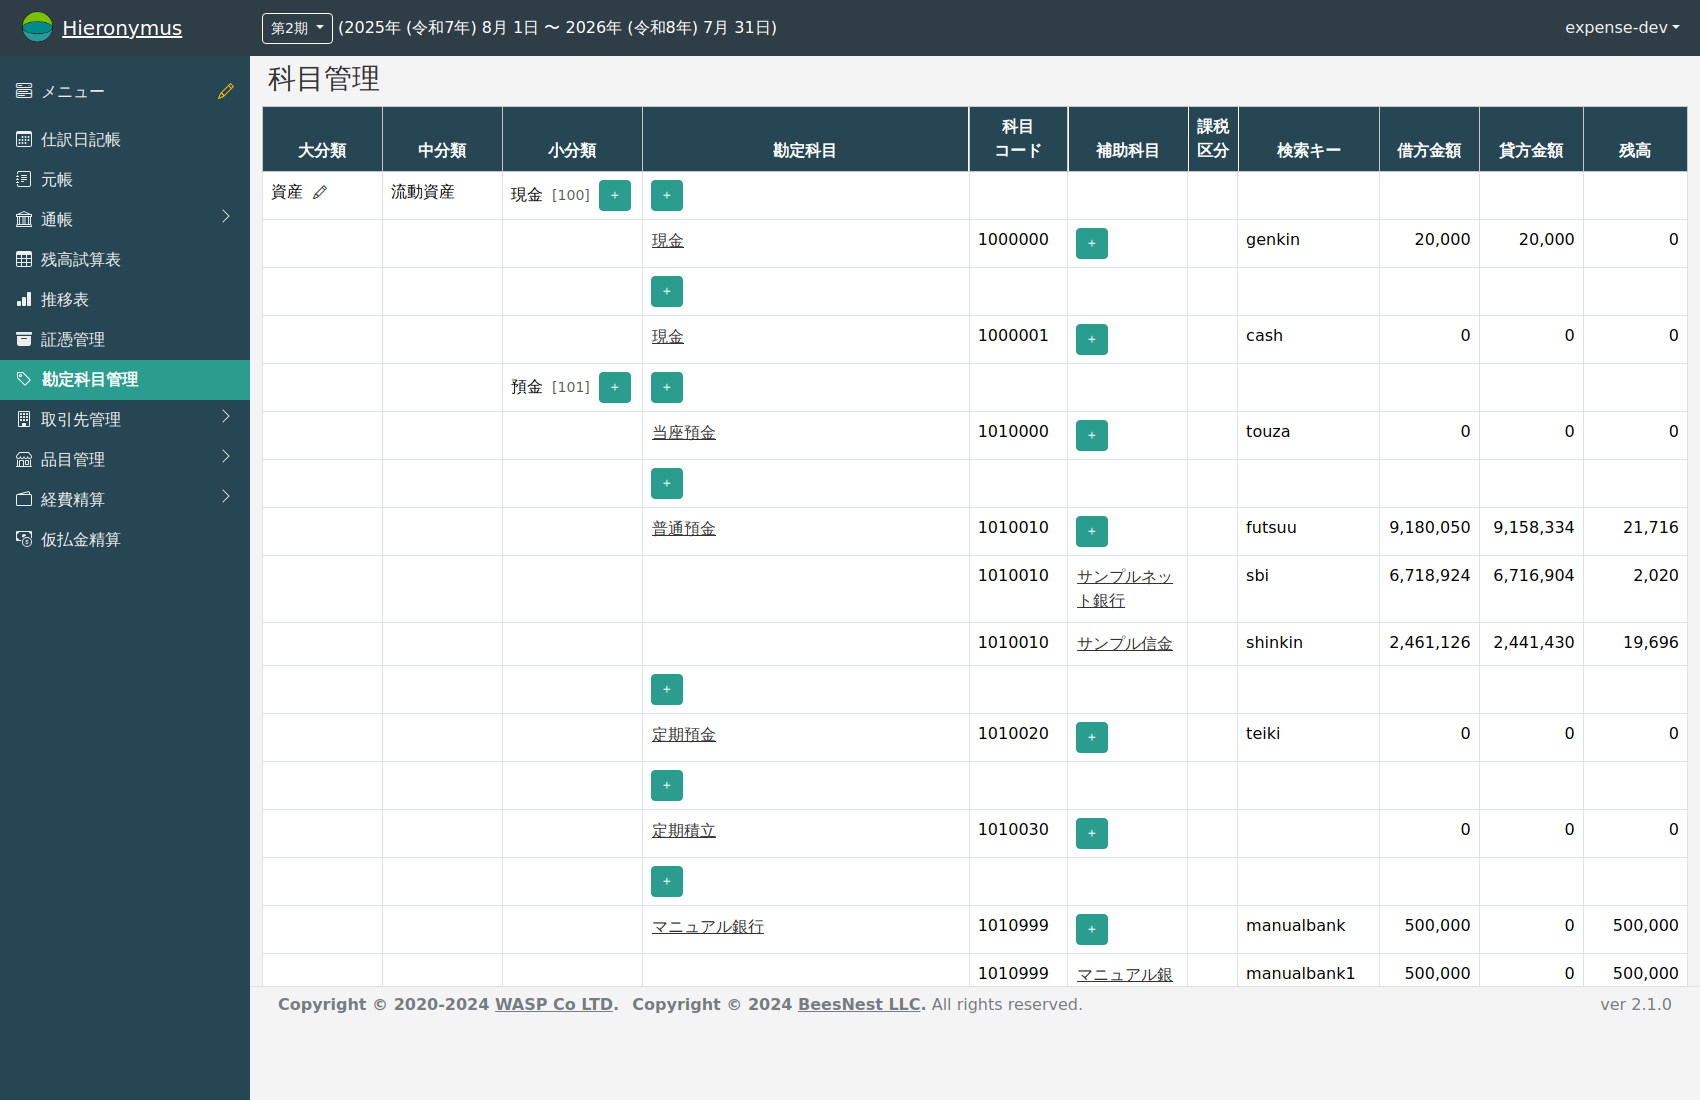 Hieronymus
第2期 (2025年 (令和7年) 8月 1日 〜 2026年 (令和8年) 7月 31日)
expense-dev
メニュー
仕訳日記帳
元帳
通帳
残高試算表
推移表
証憑管理
勘定科目管理
取引先管理
品目管理
経費精算
仮払金精算
科目管理
大分類 中分類 小分類 勘定科目 科目コード 補助科目 課税区分 検索キー 借方金額 貸方金額 残高
資産 流動資産 現金 [100] + +
現金 1000000 + genkin 20,000 20,000 0
+
現金 1000001 + cash 0 0 0
預金 [101] + +
当座預金 1010000 + touza 0 0 0
+
普通預金 1010010 + futsuu 9,180,050 9,158,334 21,716
1010010 サンプルネット銀行 sbi 6,718,924 6,716,904 2,020
1010010 サンプル信金 shinkin 2,461,126 2,441,430 19,696
+
定期預金 1010020 + teiki 0 0 0
+
定期積立 1010030 + 0 0 0
+
マニュアル銀行 1010999 + manualbank 500,000 0 500,000
1010999 マニュアル銀 manualbank1 500,000 0 500,000
Copyright © 2020-2024 WASP Co LTD. Copyright © 2024 BeesNest LLC. All rights reserved.
ver 2.1.0